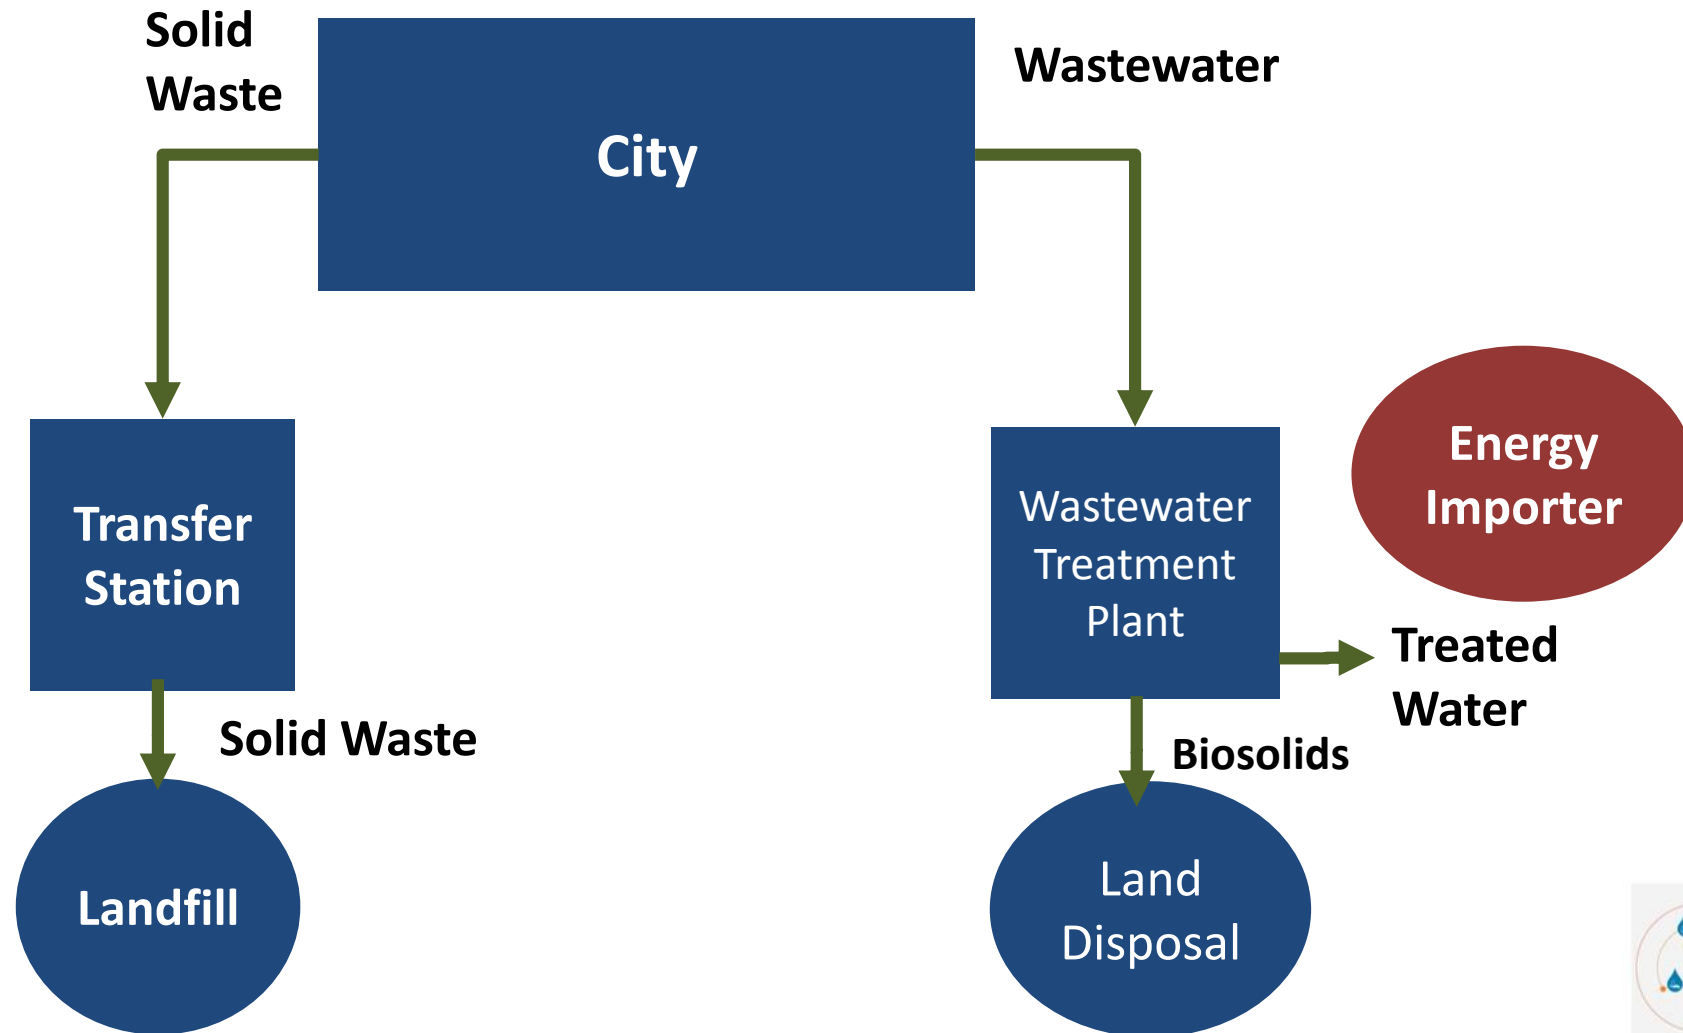 Solid
Waste
City
Wastewater
Transfer
Station
Wastewater
Treatment
Plant
Energy
Importer
Treated
Water
Solid Waste
Biosolids
Landfill
Land
Disposal